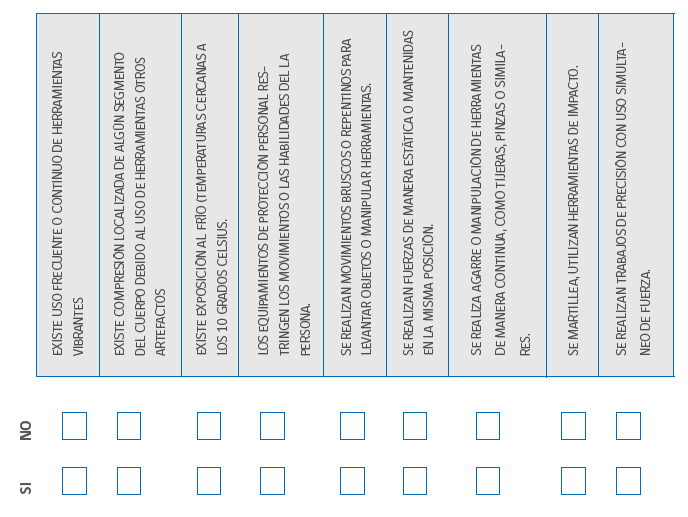 SI NO
EXISTE USO FRECUENTE O CONTINUO DE HERRAMIENTAS
VIBRANTES
EXISTE COMPRESIÓN LOCALIZADA DE ALGÚN SEGMENTO
DEL CUERPO DEBIDO AL USO DE HERRAMIENTAS OTROS
ARTEFACTOS
EXISTE EXPOSICIÓN AL FRÍO (TEMPERATURAS CERCANAS A
LOS 10 GRADOS CELSIUS.
LOS EQUIPAMIENTOS DE PROTECCIÓN PERSONAL RES-
TRINGEN LOS MOVIMIENTOS O LAS HABILIDADES DEL LA
PERSONA.
SE REALIZAN MOVIMIENTOS BRUSCOS O REPENTINOS PARA
LEVANTAR OBJETOS O MANIPULAR HERRAMIENTAS.
SE REALIZAN FUERZAS DE MANERA ESTÁTICA O MANTENIDAS
EN LA MISMA POSICIÓN.
SE REALIZA AGARRE O MANIPULACIÓN DE HERRAMIENTAS
DE MANERA CONTINUA, COMO TIJERAS, PINZAS O SIMILA-
RES.
SE MARTILLEA, UTILIZAN HERRAMIENTAS DE IMPACTO.
SE REALIZAN TRABAJOS DE PRECISIÓN CON USO SIMULTA-
NEO DE FUERZA.